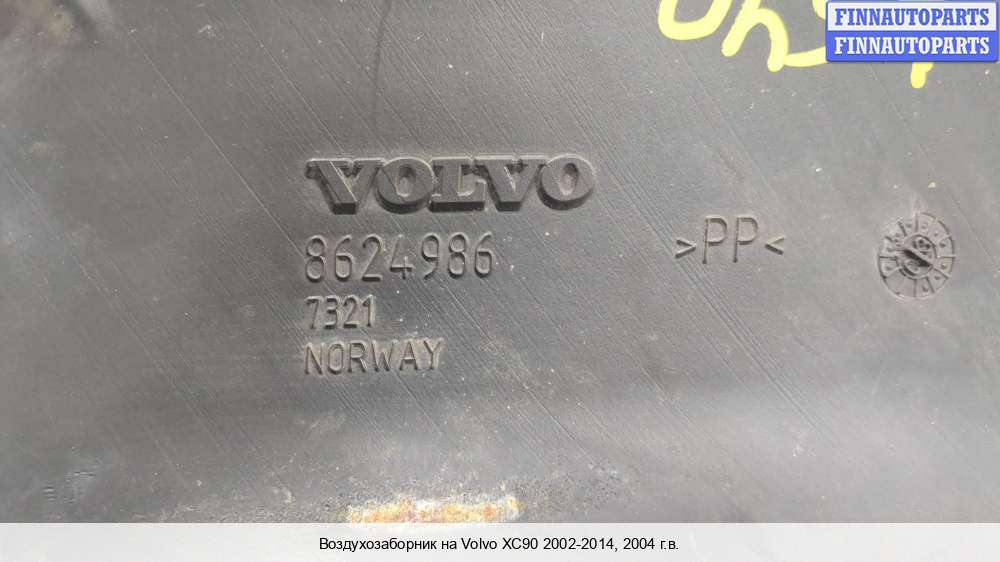 FINNAUTOPARTS
FINNAUTOPARTS
VOLVO
8624986
>PP<
7321
NORWAY
Воздухозаборник на Volvo XC90 2002-2014, 2004 г.в.